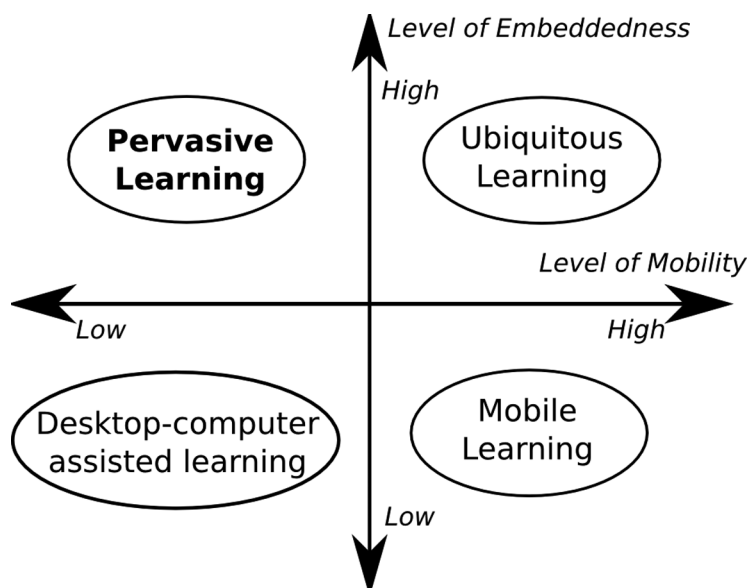 Level of Embeddedness
High
Pervasive
Learning
Ubiquitous
Learning
Level of Mobility
Low
High
Desktop-computer
assisted learning
Mobile
Learning
Low